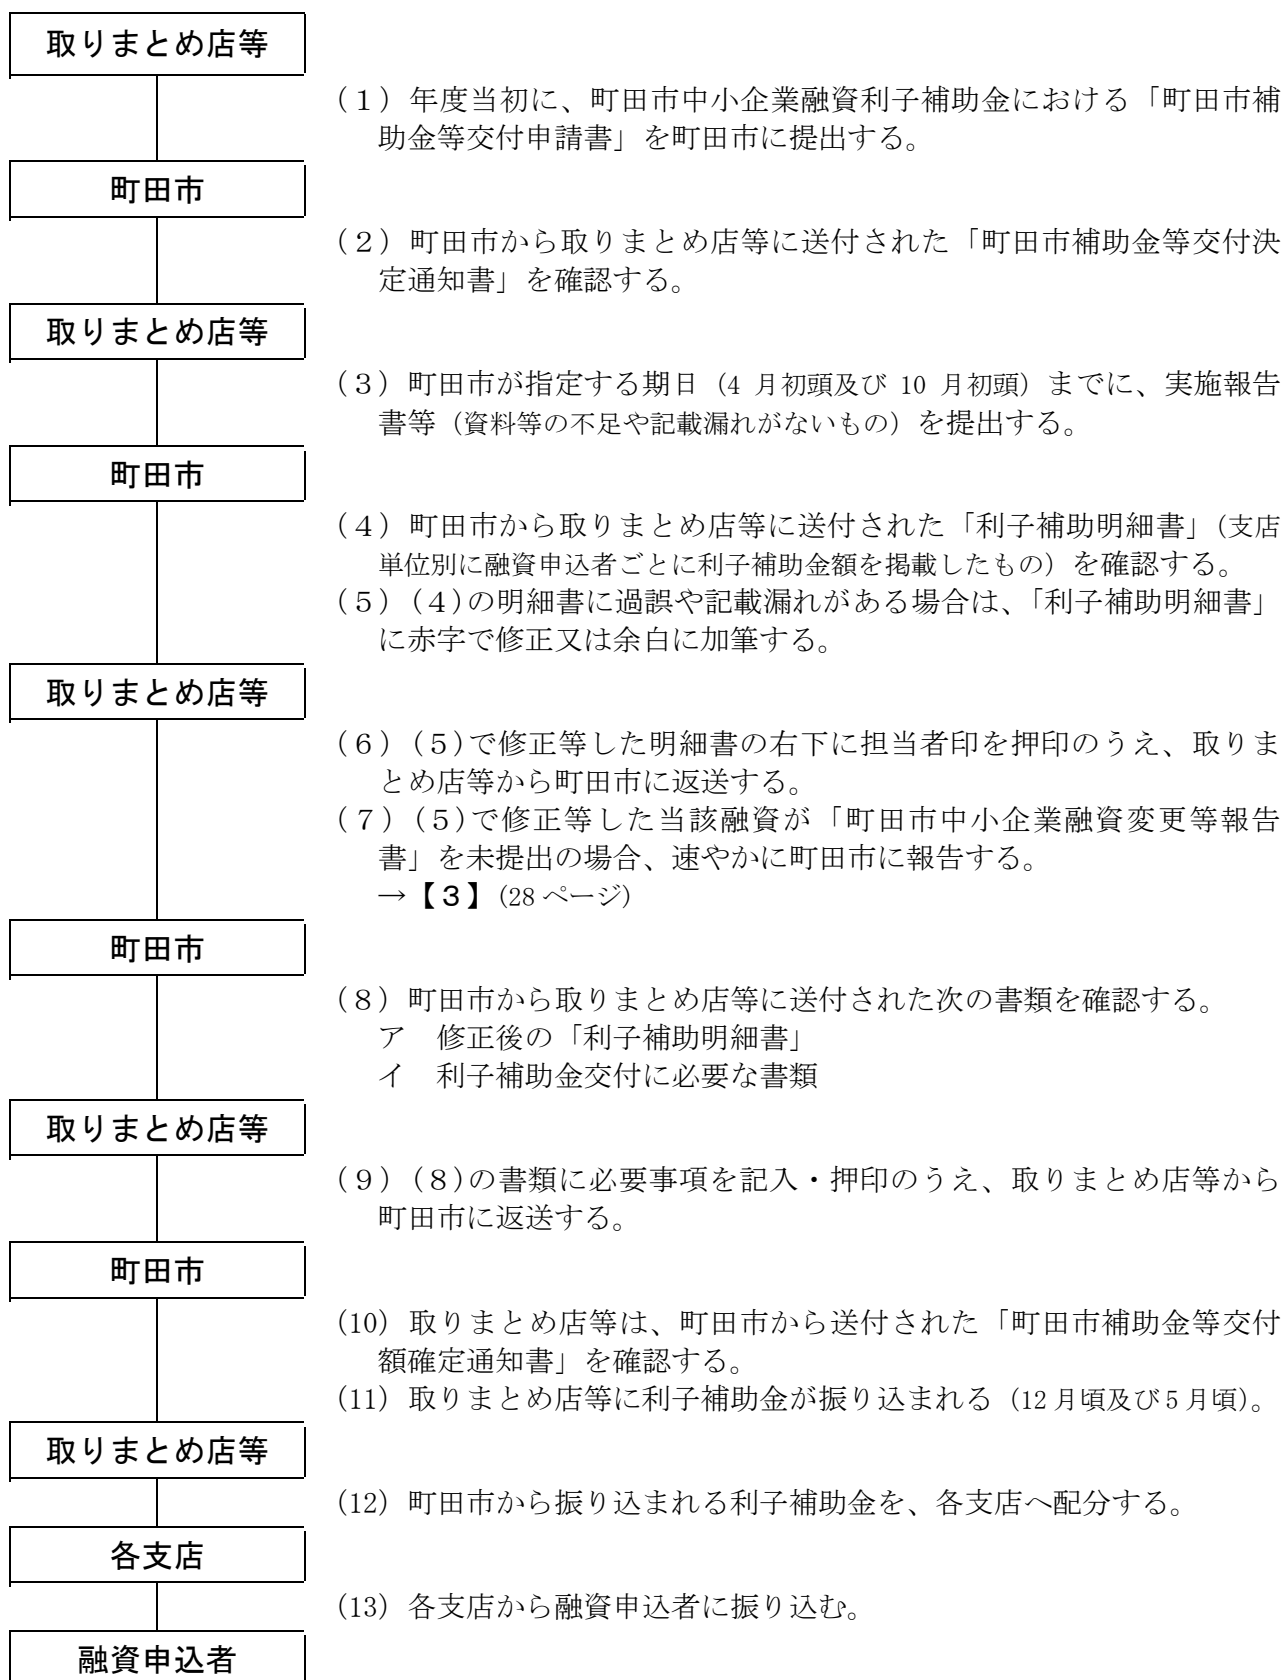 取りまとめ店等
(1)年度当初に、町田市中小企業融資利子補助金における「町田市補
助金等交付申請書」を町田市に提出する。
町田市
(2)町田市から取りまとめ店等に送付された「町田市補助金等交付決
定通知書」を確認する。
取りまとめ店等
(3)町田市が指定する期日(4 月初頭及び 10 月初頭)までに、実施報告
書等(資料等の不足や記載漏れがないもの)を提出する。
町田市
(4)町田市から取りまとめ店等に送付された「利子補助明細書」(支店
単位別に融資申込者ごとに利子補助金額を掲載したもの)を確認する。
(5)(4)の明細書に過誤や記載漏れがある場合は、「利子補助明細書」
に赤字で修正又は余白に加筆する。
取りまとめ店等
(6)(5)で修正等した明細書の右下に担当者印を押印のうえ、取りま
とめ店等から町田市に返送する。
(7)(5)で修正等した当該融資が「町田市中小企業融資変更等報告
書」を未提出の場合、速やかに町田市に報告する。
→【3】(28 ページ)
町田市
(8)町田市から取りまとめ店等に送付された次の書類を確認する。
ア 修正後の「利子補助明細書」
イ 利子補助金交付に必要な書類
取りまとめ店等
(9)(8)の書類に必要事項を記入・押印のうえ、取りまとめ店等から
町田市に返送する。
町田市
(10) 取りまとめ店等は、町田市から送付された「町田市補助金等交付
額確定通知書」を確認する。
(11) 取りまとめ店等に利子補助金が振り込まれる(12 月頃及び5月頃)。
取りまとめ店等
(12) 町田市から振り込まれる利子補助金を、各支店へ配分する。
各支店
(13) 各支店から融資申込者に振り込む。
融資申込者